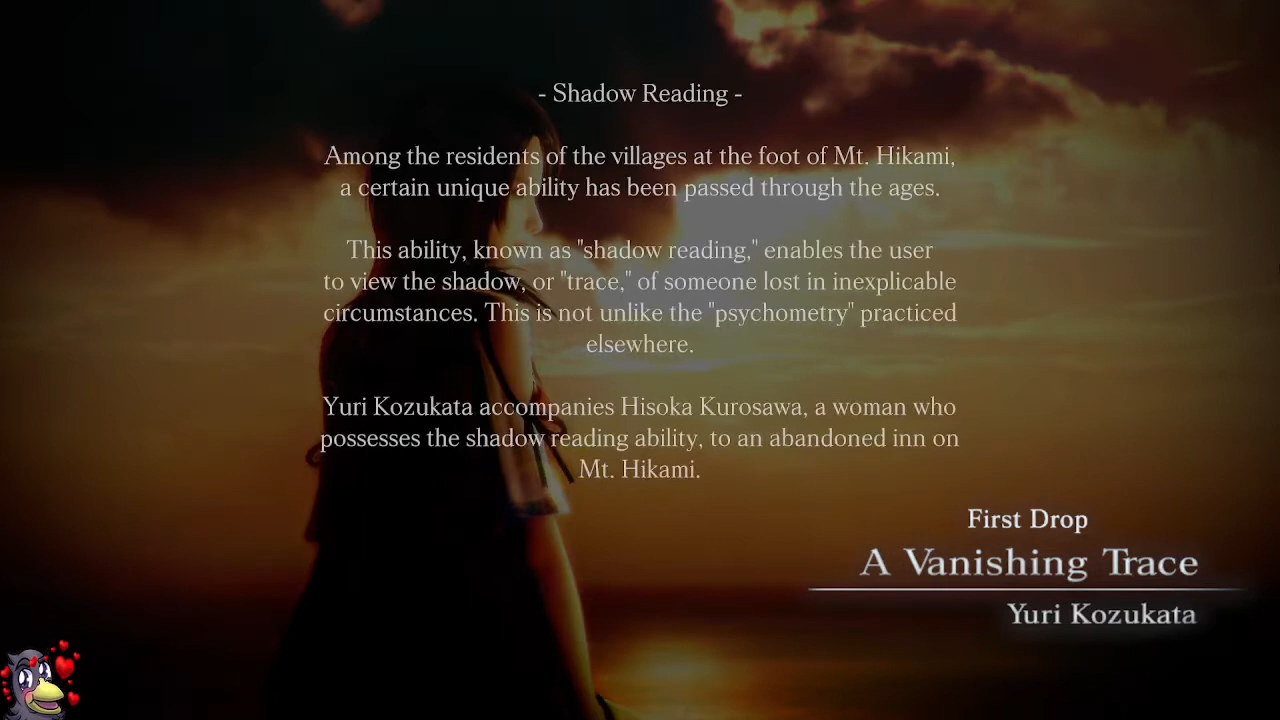 - Shadow Reading -
Among the residents of the villages at the foot of Mt. Hikami,
a certain unique ability has been passed through the ages.
This ability, known as "shadow reading," enables the user
to view the shadow, or "trace," of someone lost in inexplicable
circumstances. This is not unlike the "psychometry" practiced
elsewhere.
Yuri Kozukata accompanies Hisoka Kurosawa, a woman who
possesses the shadow reading ability, to an abandoned inn on
Mt. Hikami.
First Drop
A Vanishing Trace
Yuri Kozukata